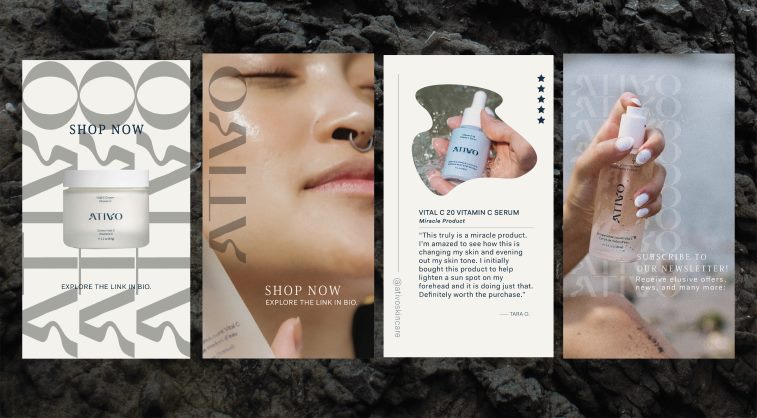 ATIVO
SHOP NOW
ATIVO
EXPLORE THE LINK IN BIO.
ATIVO
SHOP NOW
EXPLORE THE LINK IN BIO.
ATIVO
VITAL C 20 VITAMIN C SERUM
Miracle Product
"This truly is a miracle product.
I'm amazed to see how this is
changing my skin and evening
out my skin tone. I initially
bought this product to help
lighten a sun spot on my
forehead and it is doing just that.
Definitely worth the purchase."
— TARA O.
@ativoskincare
ATIVO
ATIVO
SUBSCRIBE TO
OUR NEWSLETTER!
Receive elusive offers,
news, and many more!